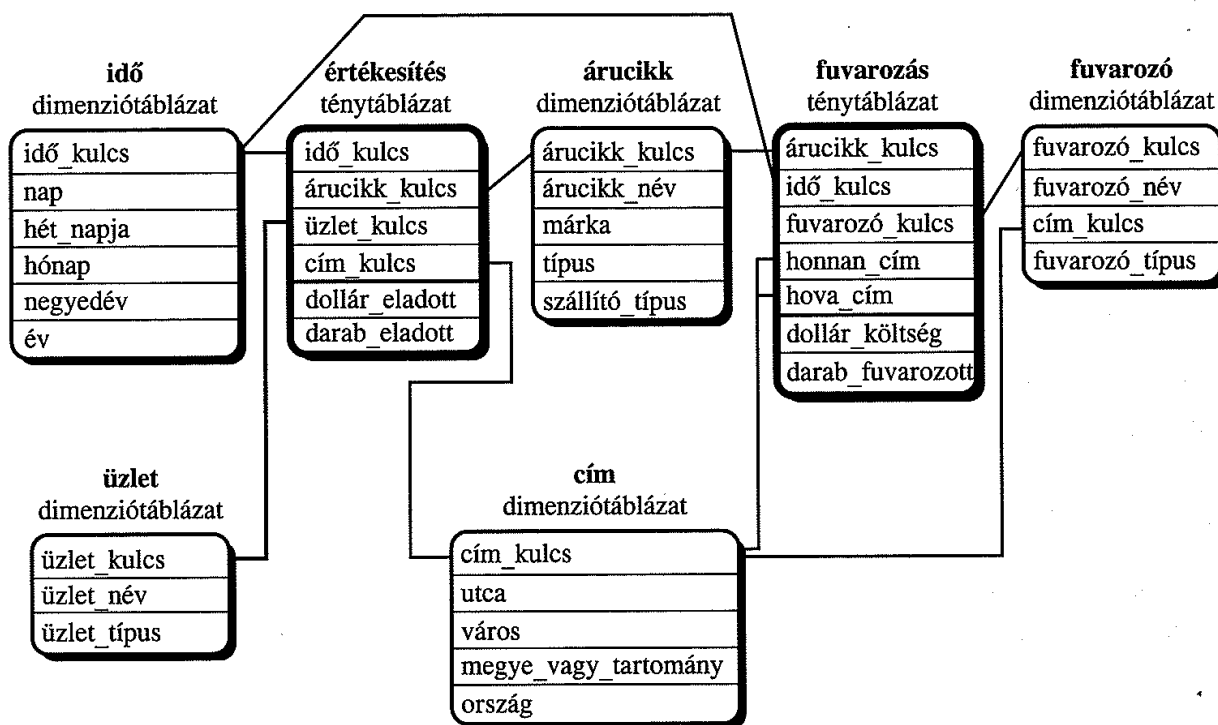 idő
dimenziótáblázat
idő_kulcs
nap
hét_napja
hónap
negyedév
év
értékesítés
ténytáblázat
idő_kulcs
árucikk_kulcs
üzlet_kulcs
cím_kulcs
dollár_eladott
darab_eladott
árucikk
dimenziótáblázat
árucikk_kulcs
árucikk_név
márka
típus
szállító_típus
fuvarozás
ténytáblázat
árucikk_kulcs
idő_kulcs
fuvarozó_kulcs
honnan_cím
hova_cím
dollár_költség
darab_fuvarozott
fuvarozó
dimenziótáblázat
fuvarozó_kulcs
fuvarozó_név
cím_kulcs
fuvarozó_típus
üzlet
dimenziótáblázat
üzlet_kulcs
üzlet_név
üzlet_típus
cím
dimenziótáblázat
cím_kulcs
utca
város
megye_vagy_tartomány
ország